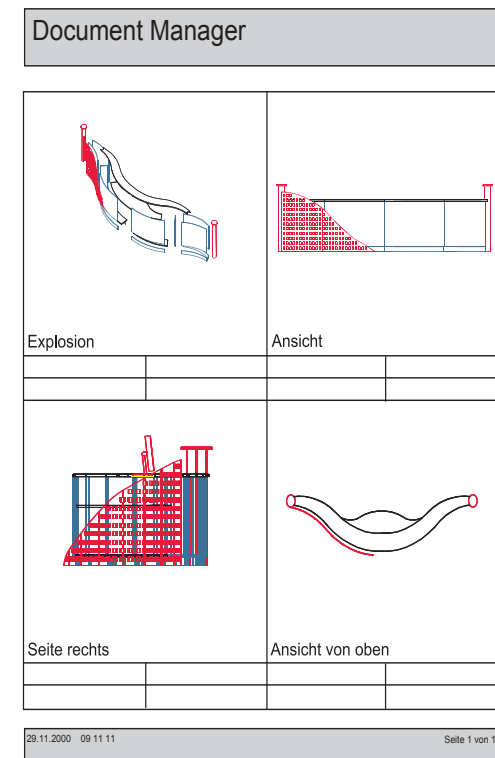 Document Manager
Explosion
Ansicht
Seite rechts
Ansicht von oben
29.11.2000 09 11 11
Seite 1 von 1